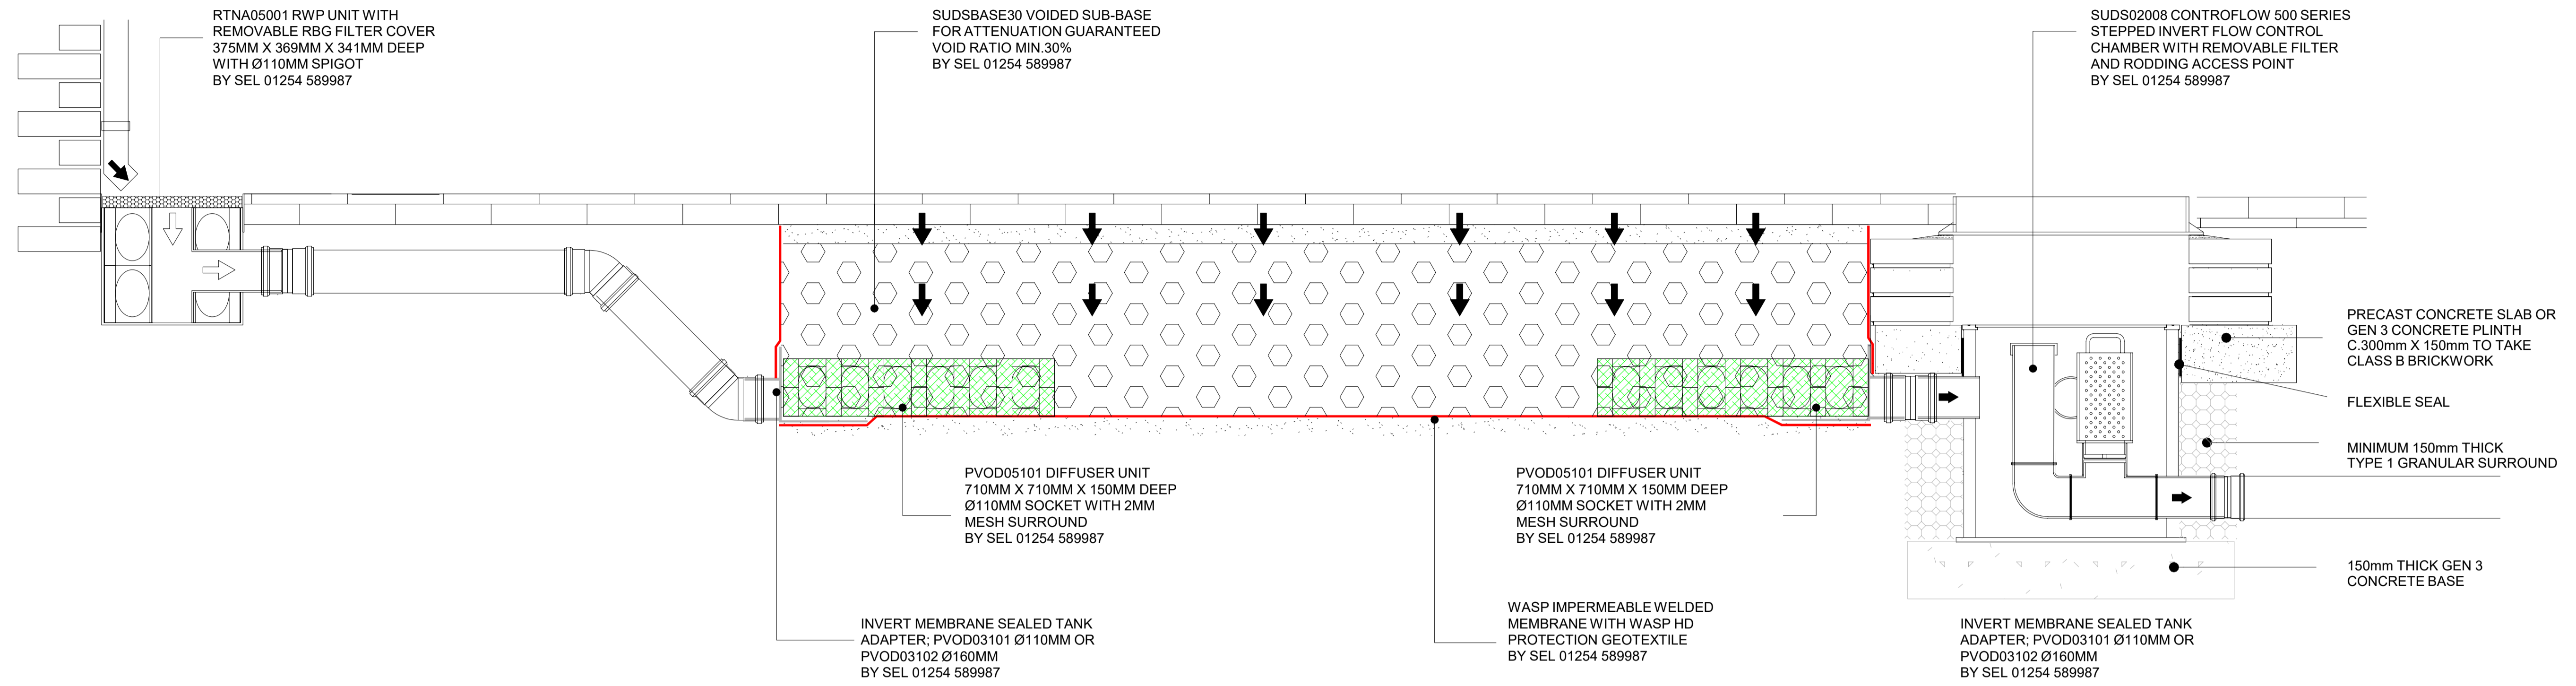 RTNA05001 RWP UNIT WITH
REMOVABLE RBG FILTER COVER
375MM X 369MM X 341MM DEEP
WITH Ø110MM SPIGOT
BY SEL 01254 589987
SUDSBASE30 VOIDED SUB-BASE
FOR ATTENUATION GUARANTEED
VOID RATIO MIN.30%
BY SEL 01254 589987
SUDS02008 CONTROFLOW 500 SERIES
STEPPED INVERT FLOW CONTROL
CHAMBER WITH REMOVABLE FILTER
AND RODDING ACCESS POINT
BY SEL 01254 589987
PRECAST CONCRETE SLAB OR
GEN 3 CONCRETE PLINTH
C.300mm X 150mm TO TAKE
CLASS B BRICKWORK
FLEXIBLE SEAL
MINIMUM 150mm THICK
TYPE 1 GRANULAR SURROUND
PVOD05101 DIFFUSER UNIT
710MM X 710MM X 150MM DEEP
Ø110MM SOCKET WITH 2MM
MESH SURROUND
BY SEL 01254 589987
PVOD05101 DIFFUSER UNIT
710MM X 710MM X 150MM DEEP
Ø110MM SOCKET WITH 2MM
MESH SURROUND
BY SEL 01254 589987
150mm THICK GEN 3
CONCRETE BASE
INVERT MEMBRANE SEALED TANK
ADAPTER; PVOD03101 Ø110MM OR
PVOD03102 Ø160MM
BY SEL 01254 589987
WASP IMPERMEABLE WELDED
MEMBRANE WITH WASP HD
PROTECTION GEOTEXTILE
BY SEL 01254 589987
INVERT MEMBRANE SEALED TANK
ADAPTER; PVOD03101 Ø110MM OR
PVOD03102 Ø160MM
BY SEL 01254 589987